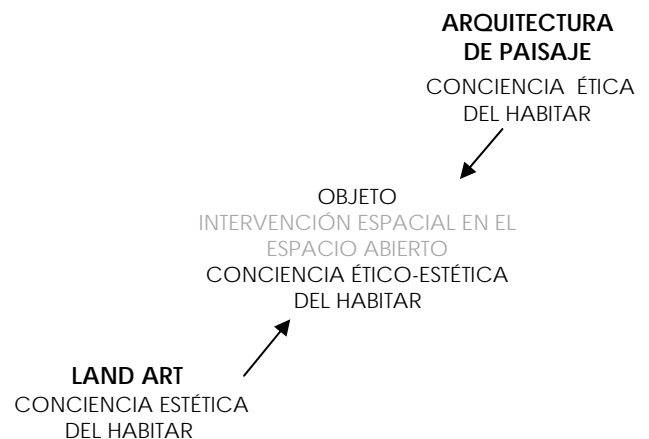 ARQUITECTURA
DE PAISAJE
CONCIENCIA ÉTICA
DEL HABITAR
OBJETO
INTERVENCIÓN ESPACIAL EN EL
ESPACIO ABIERTO
CONCIENCIA ÉTICO-ESTÉTICA
DEL HABITAR
LAND ART
CONCIENCIA ESTÉTICA
DEL HABITAR